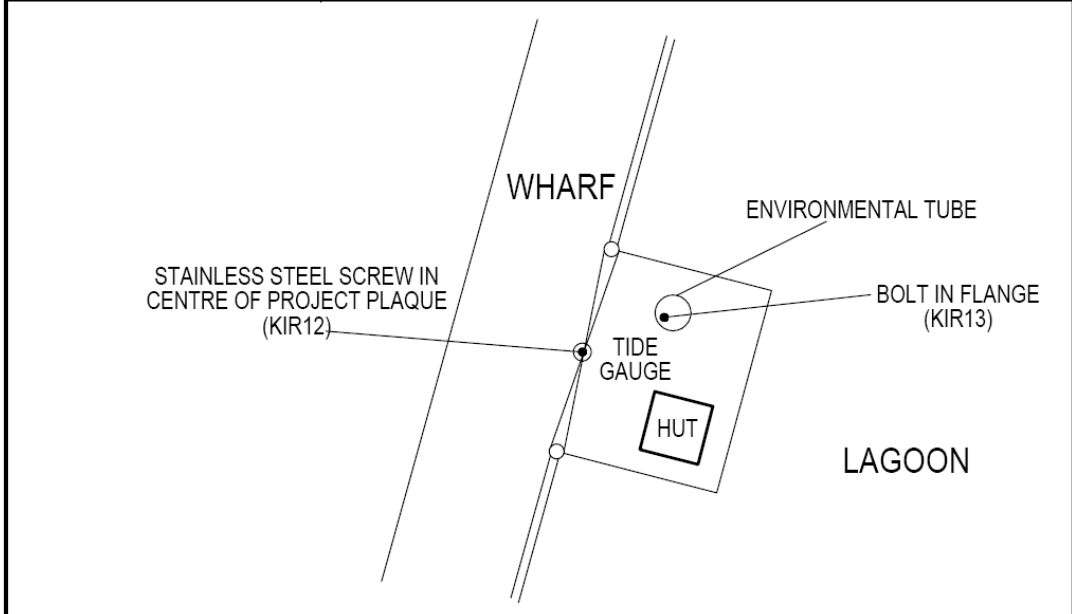 WHARF
ENVIRONMENTAL TUBE
STAINLESS STEEL SCREW IN
CENTRE OF PROJECT PLAQUE
(KIR12)
BOLT IN FLANGE
(KIR13)
TIDE
GAUGE
HUT
LAGOON